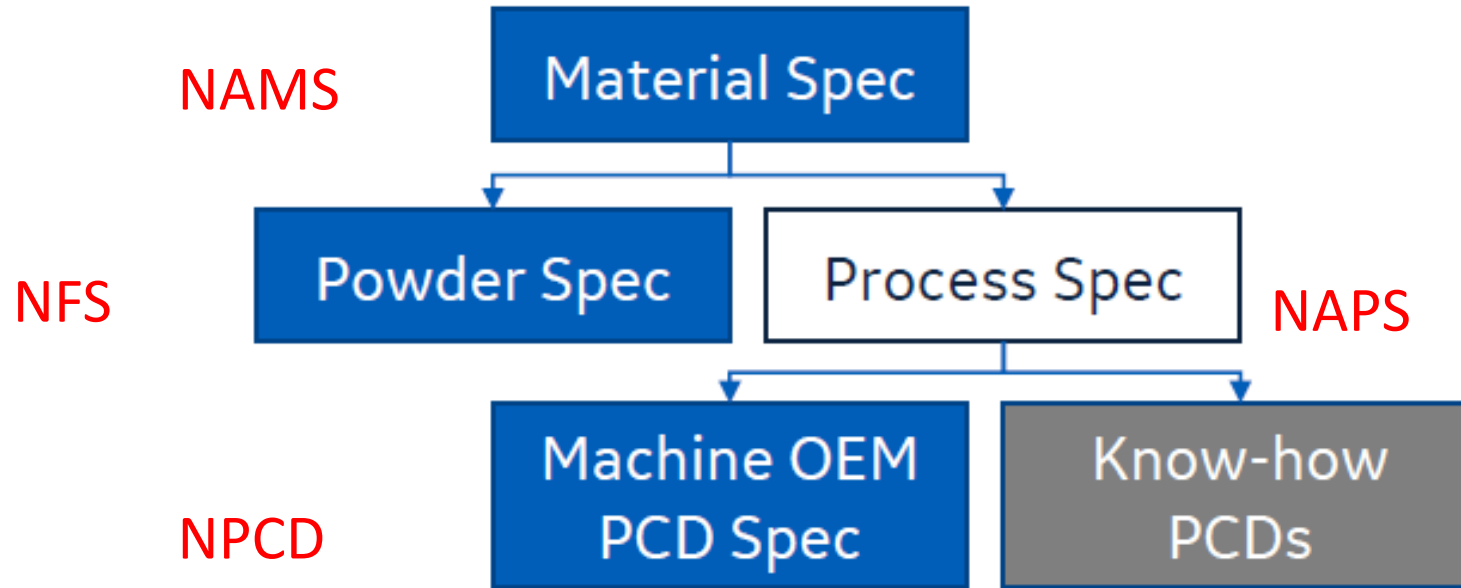 NAMS
Material Spec
NFS
Powder Spec
Process Spec
NAPS
NPCD
Machine OEM
PCD Spec
Know-how
PCDs